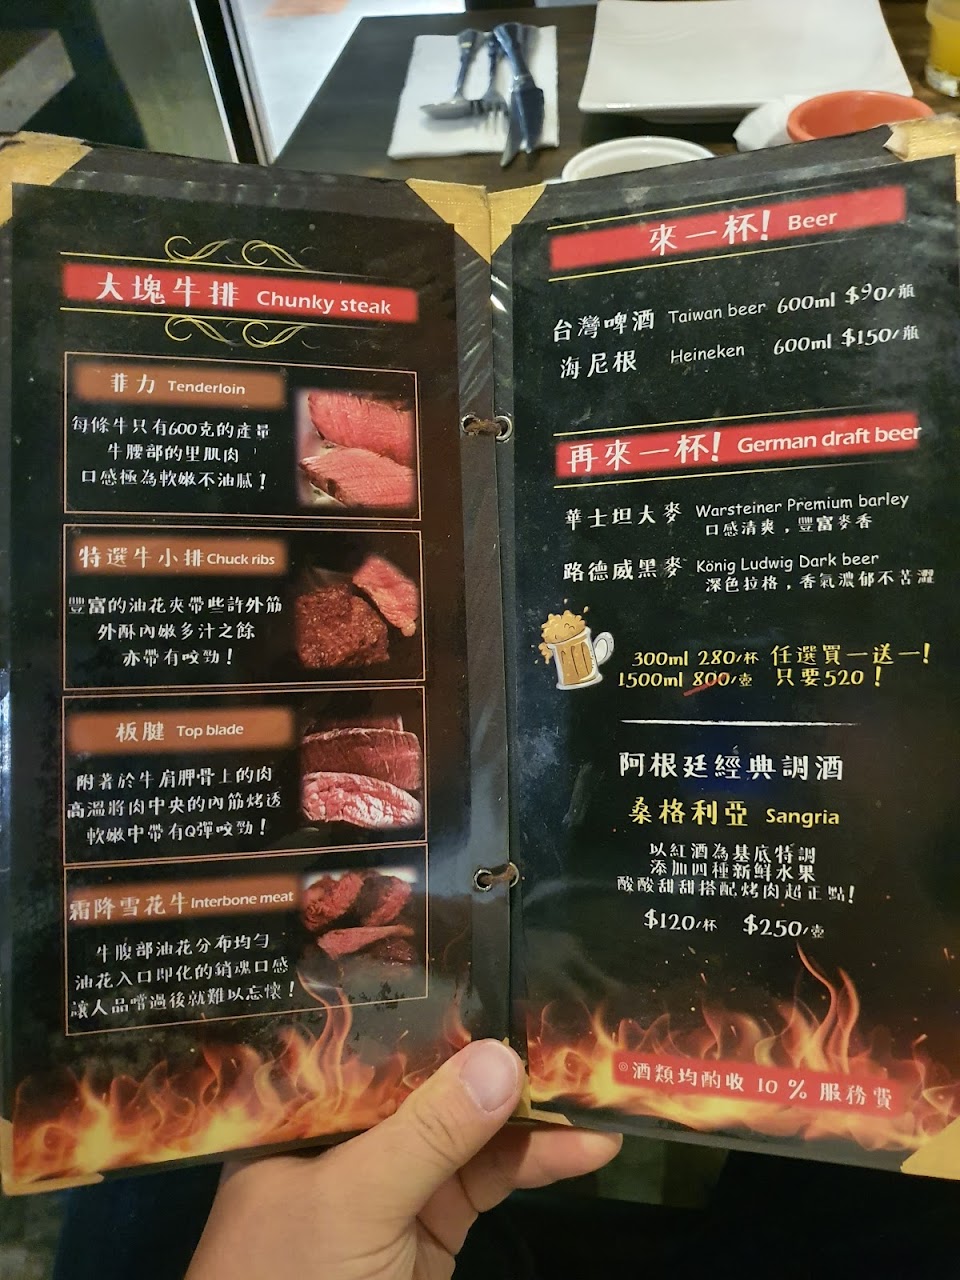 大塊牛排 Chunky steak
菲力 Tenderloin
每條牛只有600克的產量
牛腰部的里肌肉，
口感極為軟嫩不油膩！
特選牛小排 Chuck ribs
豐富的油花夾帶些許外筋
外酥內嫩多汁之餘
亦帶有咬勁！
板腱 Top blade
附著於牛肩胛骨上的肉
高溫將肉中央的內筋烤透
軟嫩中帶有Q彈咬勁！
霜降雪花牛 Interbone meat
牛腹部油花分布均勻
油花入口即化的銷魂口感
讓人品嚐過後就難以忘懷！
來一杯! Beer
台灣啤酒 Taiwan beer 600ml $90/瓶
海尼根 Heineken 600ml $150/瓶
再來一杯! German draft beer
華士坦大麥 Warsteiner Premium barley
口感清爽，豐富麥香
路德威黑麥 König Ludwig Dark beer
深色拉格，香氣濃郁不苦澀
300ml 280/杯 任選買一送一!
1500ml 800/壺 只要520！
阿根廷經典調酒
桑格利亞 Sangria
以紅酒為基底特調
添加四種新鮮水果
酸酸甜甜搭配烤肉超正點!
$120/杯 $250/壺
◎酒類均酌收 10 % 服務費